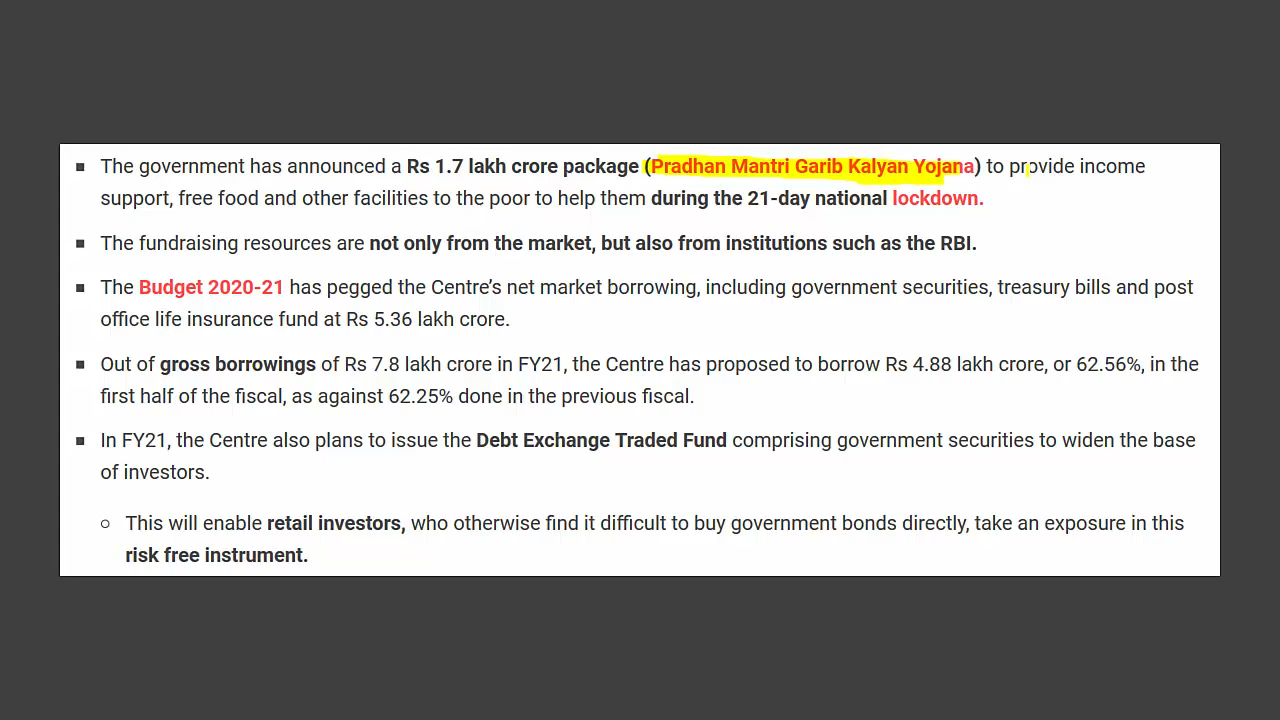 The government has announced a Rs 1.7 lakh crore package (Pradhan Mantri Garib Kalyan Yojana) to provide income
support, free food and other facilities to the poor to help them during the 21-day national lockdown.
The fundraising resources are not only from the market, but also from institutions such as the RBI.
The Budget 2020-21 has pegged the Centre’s net market borrowing, including government securities, treasury bills and post
office life insurance fund at Rs 5.36 lakh crore.
Out of gross borrowings of Rs 7.8 lakh crore in FY21, the Centre has proposed to borrow Rs 4.88 lakh crore, or 62.56%, in the
first half of the fiscal, as against 62.25% done in the previous fiscal.
In FY21, the Centre also plans to issue the Debt Exchange Traded Fund comprising government securities to widen the base
of investors.
This will enable retail investors, who otherwise find it difficult to buy government bonds directly, take an exposure in this
risk free instrument.